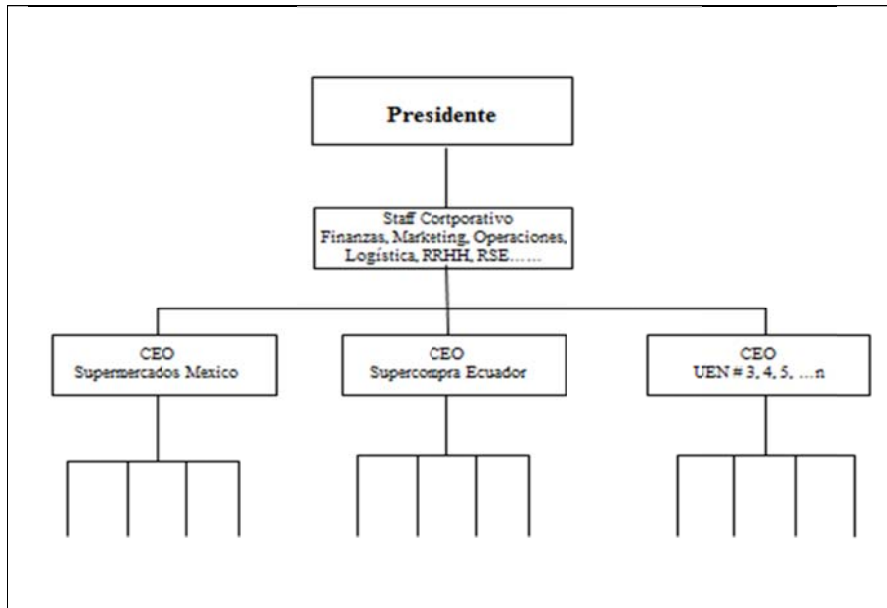 Presidente
Staff Cortporativo
Finanzas, Marketing, Operaciones,
Logística, RRHH, RSE......
CEO
Supermercados Mexico
CEO
Supercompra Ecuador
CEO
UEN # 3, 4, 5, ...n